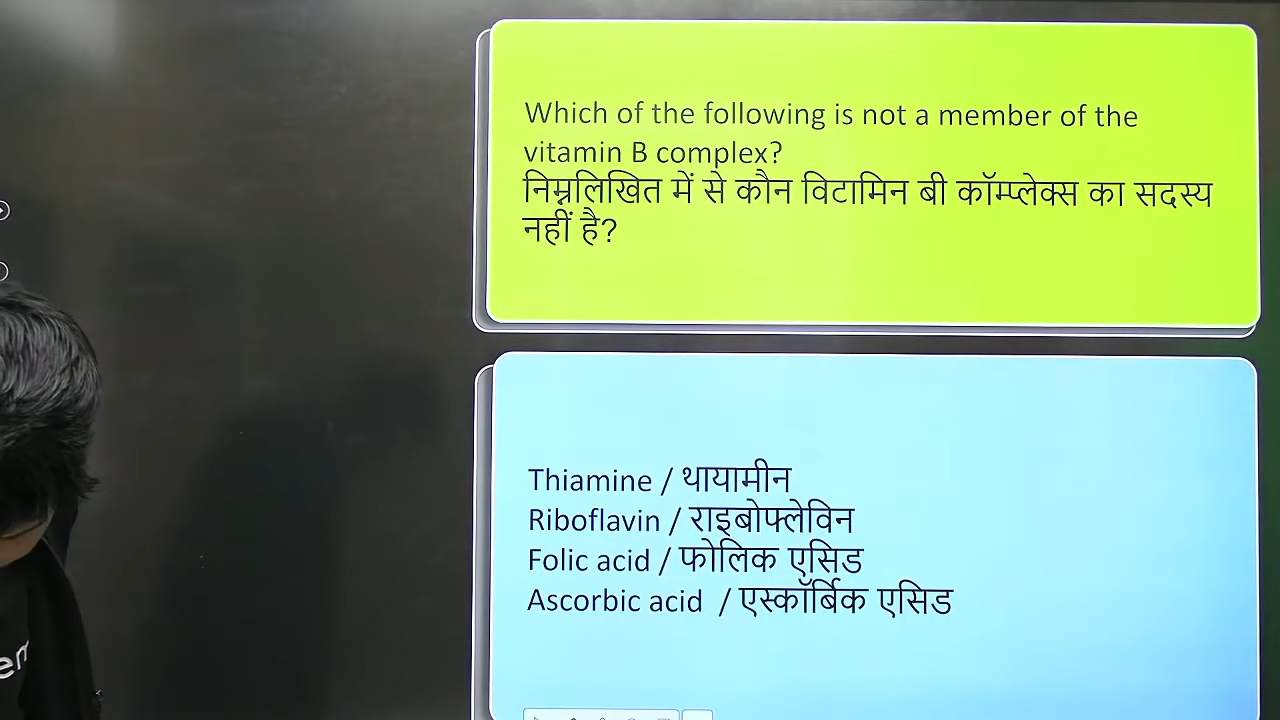 Which of the following is not a member of the
vitamin B complex?
निम्नलिखित में से कौन विटामिन बी कॉम्प्लेक्स का सदस्य
नहीं है?
Thiamine / थायामीन
Riboflavin / राइबोफ्लेविन
Folic acid / फोलिक एसिड
Ascorbic acid / एस्कॉर्बिक एसिड